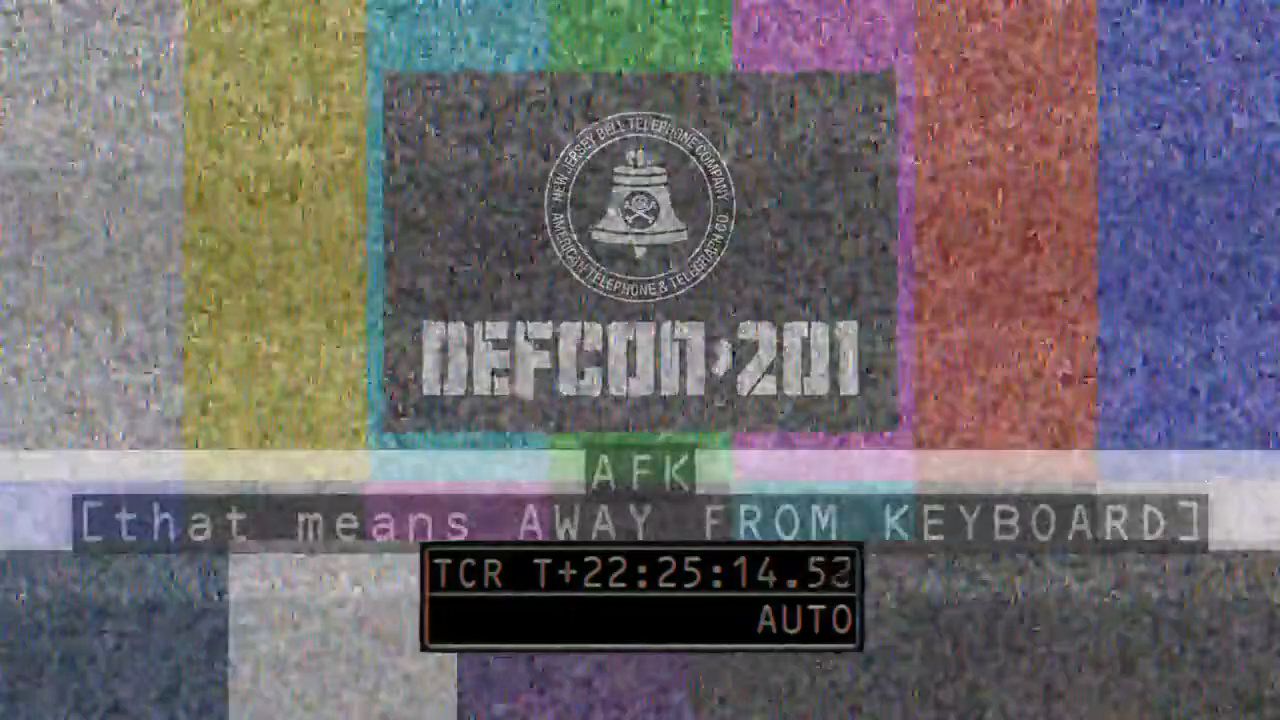 NEW JERSEY BELL TELEPHONE COMPANY
AMERICAN TELEPHONE & TELEGRAPH CO.
DEFCON·201
AFK
[that means AWAY FROM KEYBOARD]
TCR T+22:25:14.52
AUTO